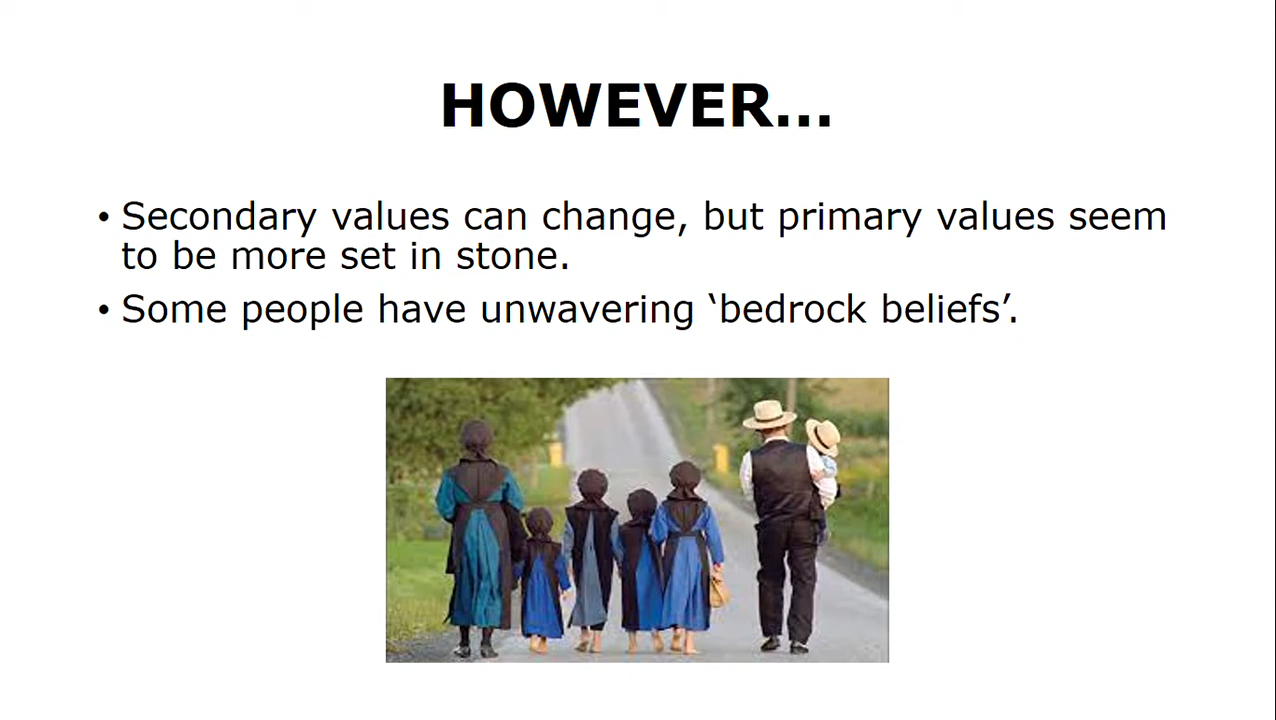 HOWEVER...
• Secondary values can change, but primary values seem
to be more set in stone.
• Some people have unwavering ‘bedrock beliefs’.